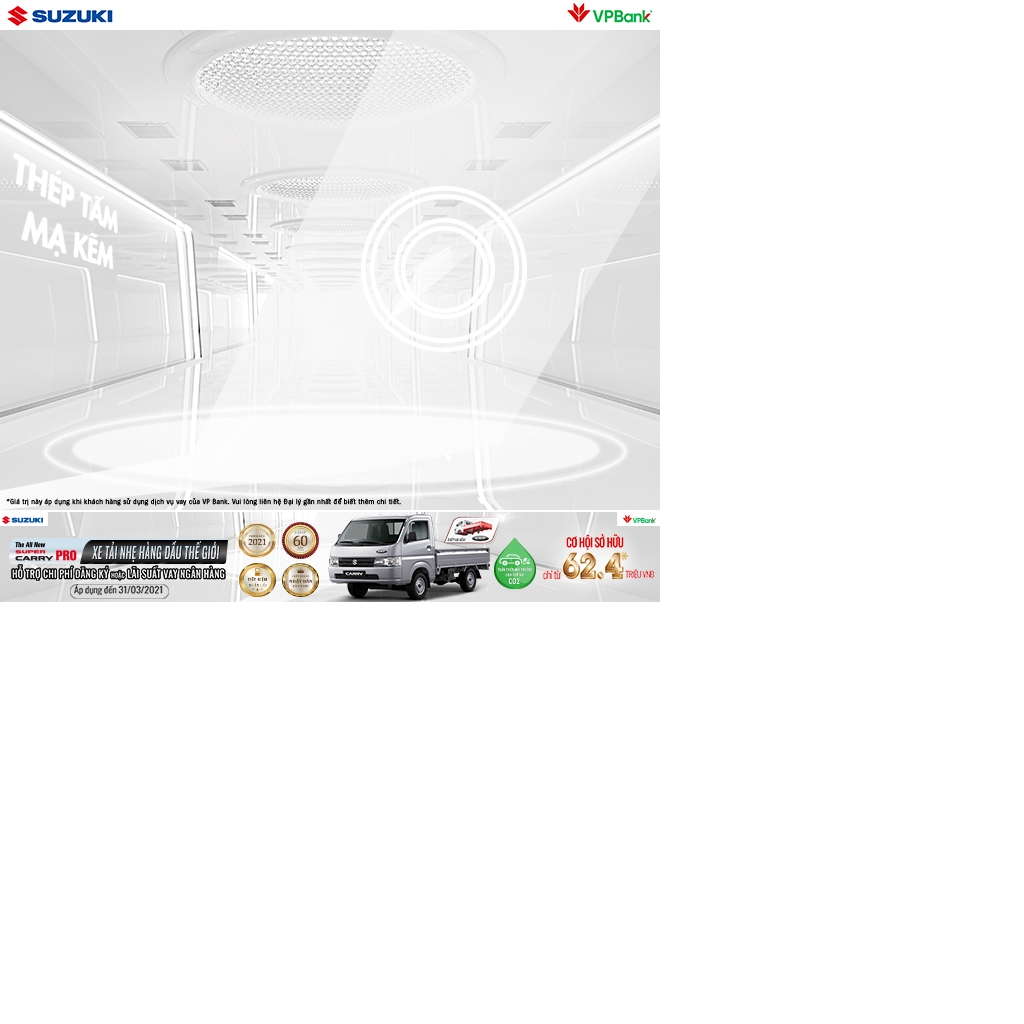 SUZUKI
VPBank
THÉP TẤM
MẠ KẼM
*Giá trị này áp dụng khi khách hàng sử dụng dịch vụ vay của VP Bank. Vui lòng liên hệ Đại lý gần nhất để biết thêm chi tiết.
SUZUKI
VPBank
The All New
SUPER
CARRY PRO
XE TẢI NHẸ HÀNG ĐẦU THẾ GIỚI
HỖ TRỢ CHI PHÍ ĐĂNG KÝ HOẶC LÃI SUẤT VAY NGÂN HÀNG
Áp dụng đến 31/03/2021
2021
60
TIẾT KIỆM
NHẬT BẢN
CARRY
CO2
CƠ HỘI SỞ HỮU
chỉ từ 62,4* TRIỆU VNĐ